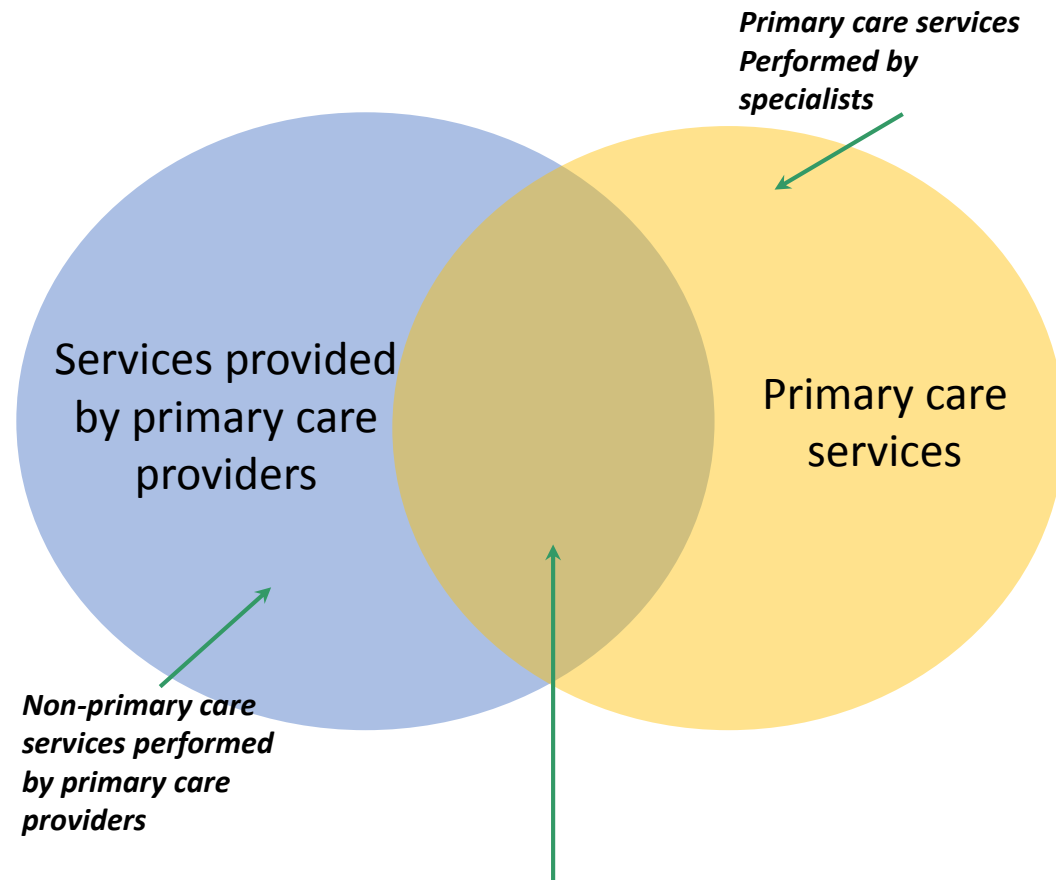 Primary care services
Performed by
specialists
Services provided
by primary care
providers
Primary care
services
Non-primary care
services performed
by primary care
providers